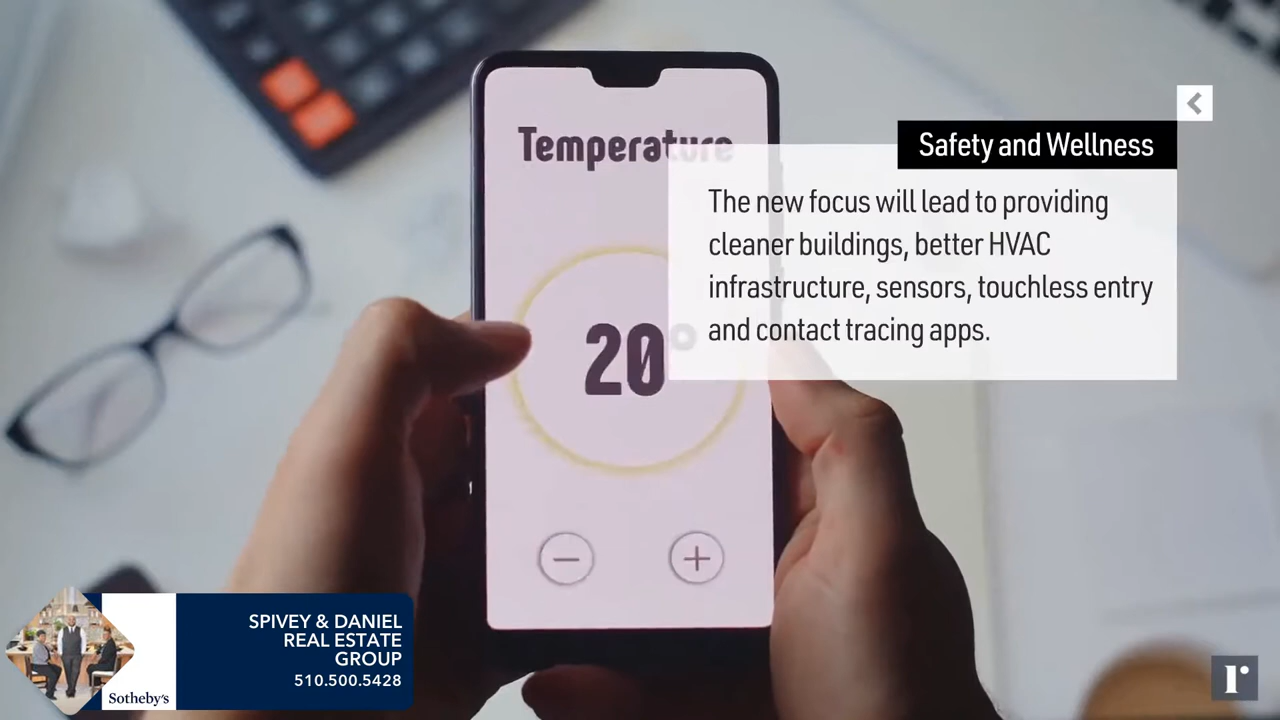 Temperature
20°
Safety and Wellness
The new focus will lead to providing
cleaner buildings, better HVAC
infrastructure, sensors, touchless entry
and contact tracing apps.
SPIVEY & DANIEL
REAL ESTATE
GROUP
510.500.5428
Sotheby's
r